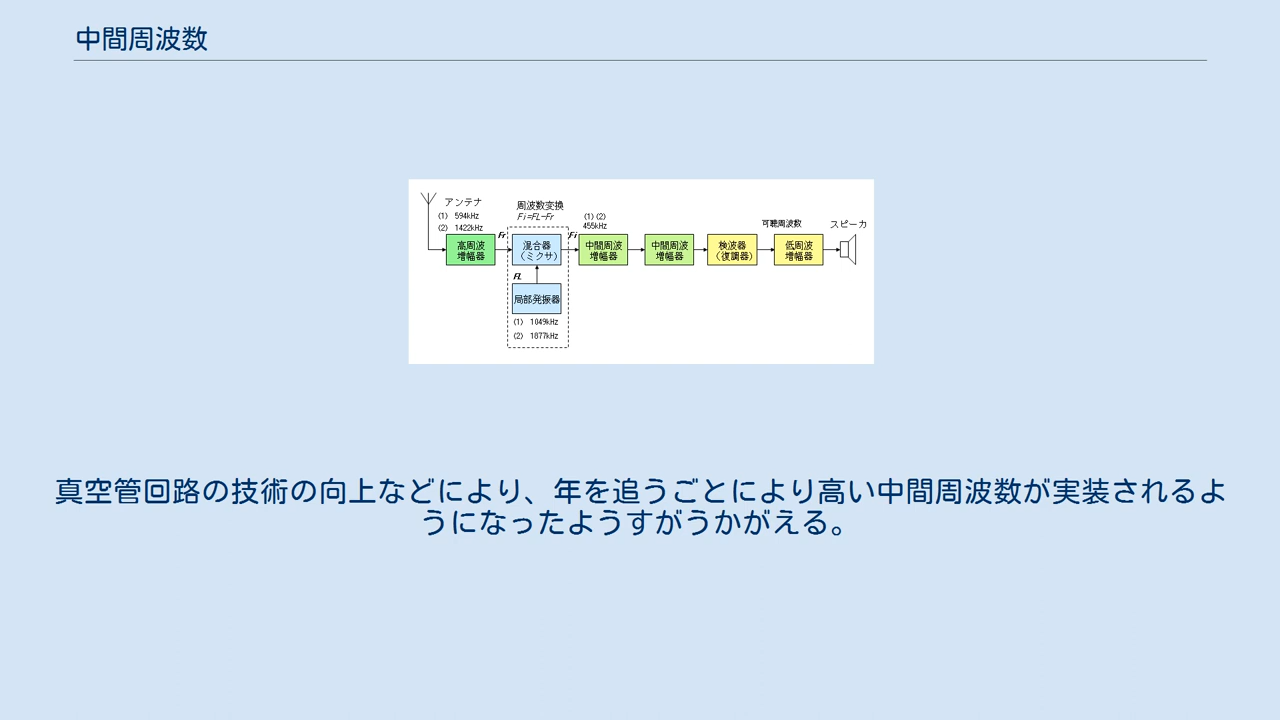 中間周波数
アンテナ
(1) 594kHz
(2) 1422kHz
周波数変換
Fi=FL-Fr
(1)(2)
455kHz
可聴周波数
スピーカ
Fr
Fi
高周波
増幅器
混合器
(ミクサ)
中間周波
増幅器
中間周波
増幅器
検波器
(復調器)
低周波
増幅器
FL
局部発振器
(1) 1049kHz
(2) 1877kHz
真空管回路の技術の向上などにより、年を追うごとにより高い中間周波数が実装されるよ
うになったようすがうかがえる。